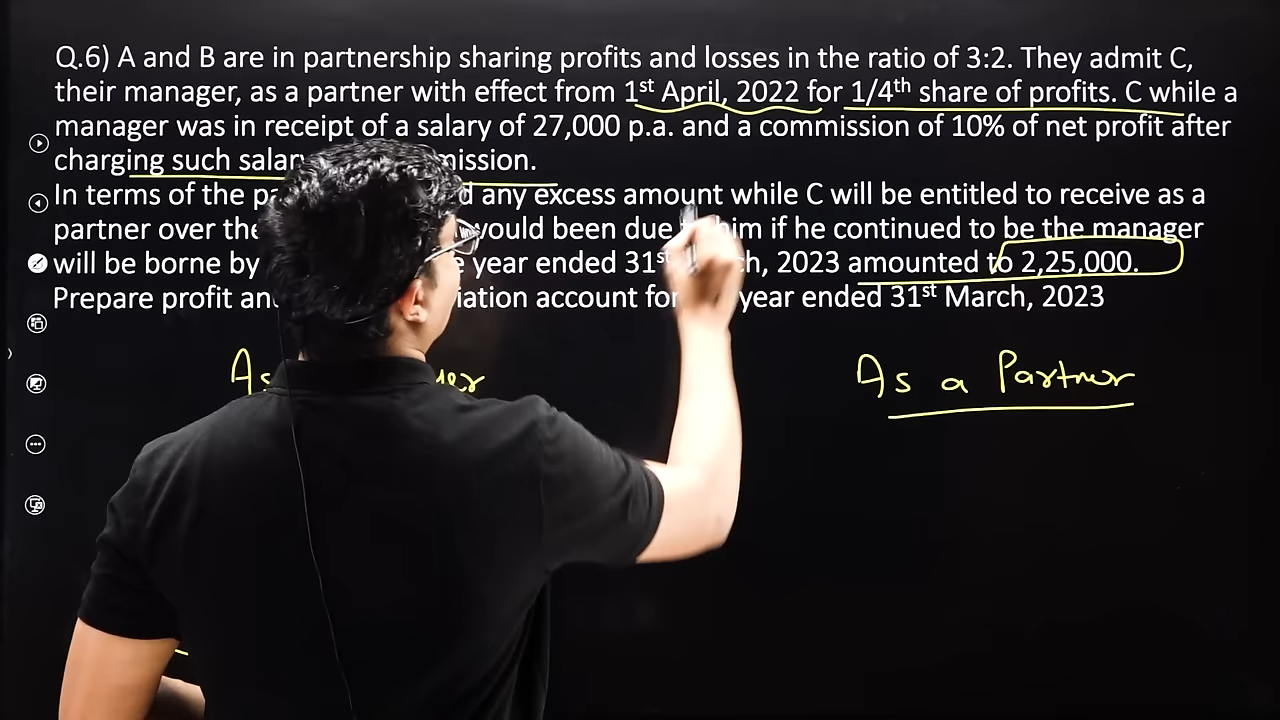 Q.6) A and B are in partnership sharing profits and losses in the ratio of 3:2. They admit C,
their manager, as a partner with effect from 1st April, 2022 for 1/4th share of profits. C while a
manager was in receipt of a salary of 27,000 p.a. and a commission of 10% of net profit after
charging such salary
In terms of the any excess amount while C will be entitled to receive as a
partner over the would been due him if he continued to be the manager
will be borne by year ended 31st 2023 amounted to 2,25,000.
Prepare profit account for year ended 31st March, 2023
As As a Partner